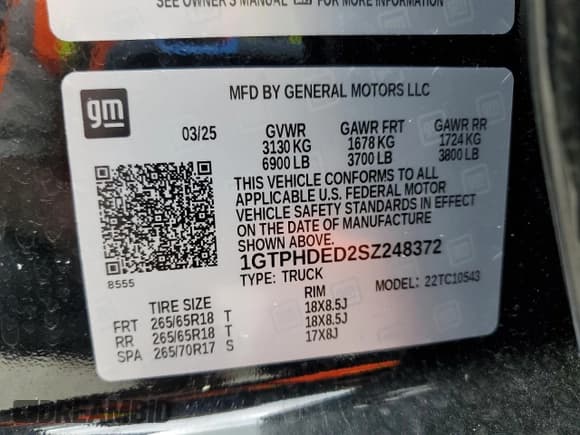 SEE OWNER'S MANUAL FOR MORE INFORMATION
gm
MFD BY GENERAL MOTORS LLC
03/25 GVWR GAWR FRT GAWR RR
3130 KG 1678 KG 1724 KG
6900 LB 3700 LB 3800 LB
THIS VEHICLE CONFORMS TO ALL
APPLICABLE U.S. FEDERAL MOTOR
VEHICLE SAFETY STANDARDS IN EFFECT
ON THE DATE OF MANUFACTURE
SHOWN ABOVE.
1GTPHDED2SZ248372
8555
TYPE: TRUCK MODEL: 22TC10543
TIRE SIZE RIM
FRT 265/65R18 T 18X8.5J
RR 265/65R18 T 18X8.5J
SPA 265/70R17 S 17X8J
DREAMBID